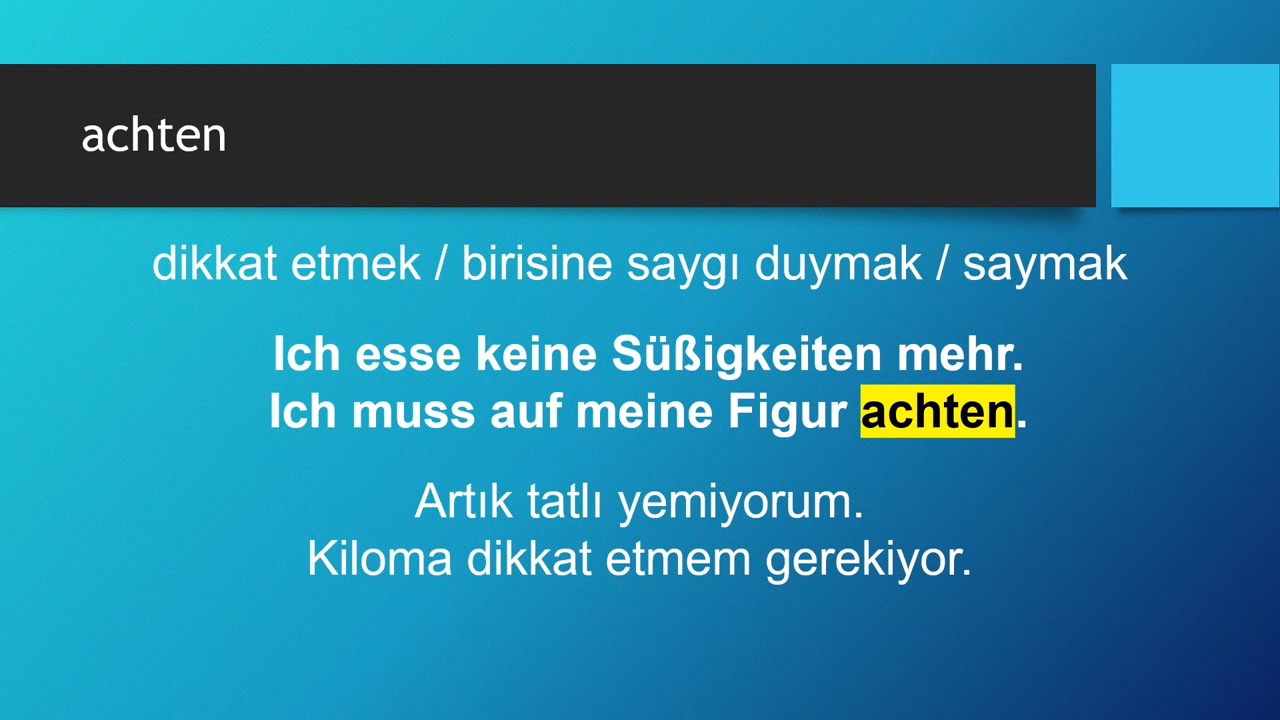 achten
dikkat etmek / birisine saygı duymak / saymak
Ich esse keine Süßigkeiten mehr.
Ich muss auf meine Figur achten.
Artık tatlı yemiyorum.
Kiloma dikkat etmem gerekiyor.